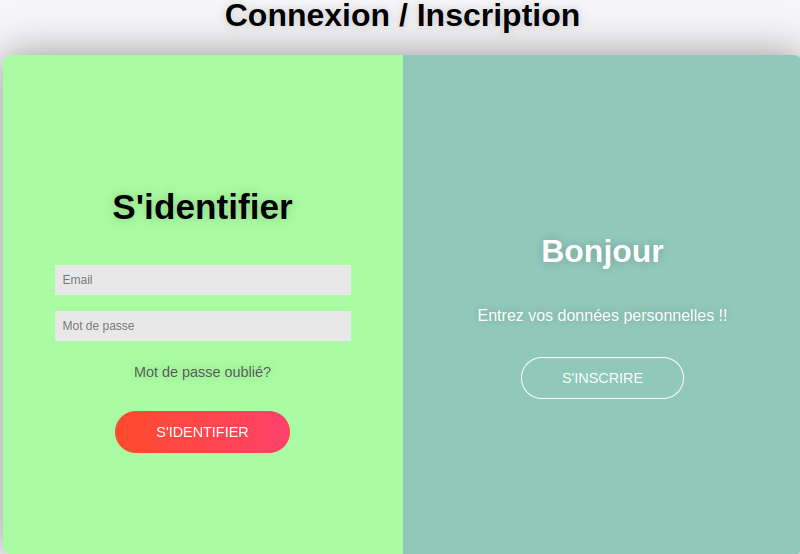 Connexion / Inscription
S'identifier
Email
Mot de passe
Mot de passe oublié?
S'IDENTIFIER
Bonjour
Entrez vos données personnelles !!
S'INSCRIRE